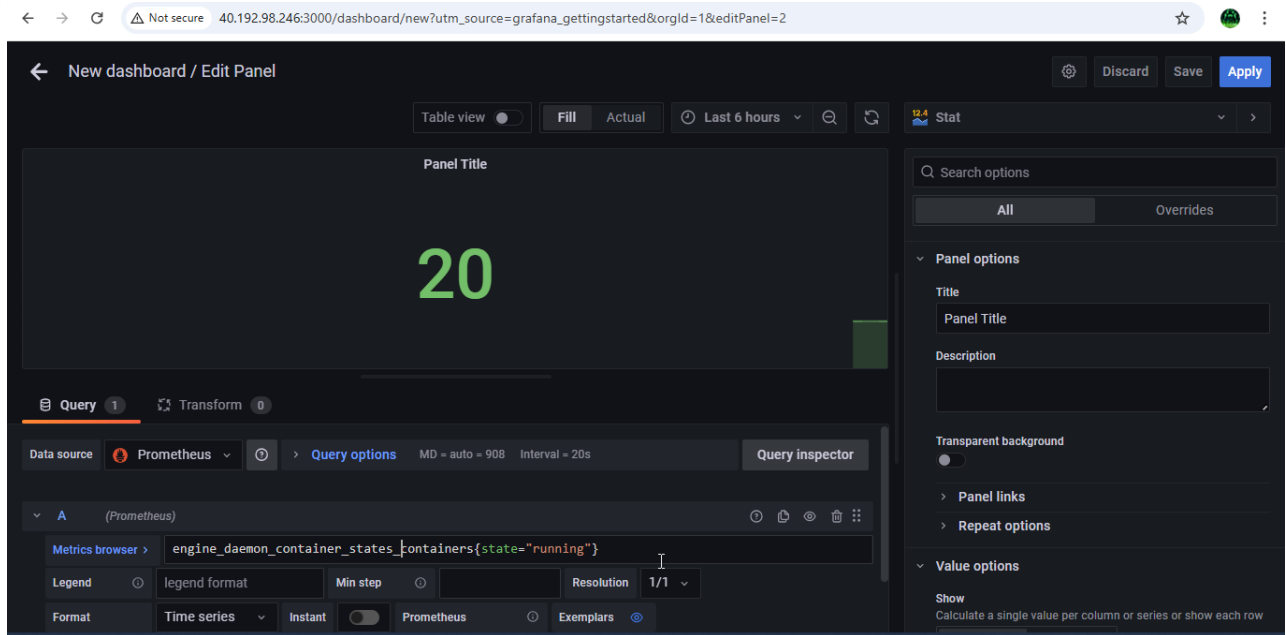 Not secure 40.192.98.246:3000/dashboard/new?utm_source=grafana_gettingstarted&orgId=1&editPanel=2
New dashboard / Edit Panel
Discard Save Apply
Table view Fill Actual Last 6 hours
12.4 Stat
Panel Title
20
Search options
All Overrides
Panel options
Title
Panel Title
Description
Transparent background
Panel links
Repeat options
Value options
Show
Calculate a single value per column or series or show each row
Query 1 Transform 0
Data source Prometheus Query options MD = auto = 908 Interval = 20s Query inspector
A (Prometheus)
Metrics browser > engine_daemon_container_states_containers{state="running"}
Legend legend format Min step Resolution 1/1
Format Time series Instant Prometheus Exemplars